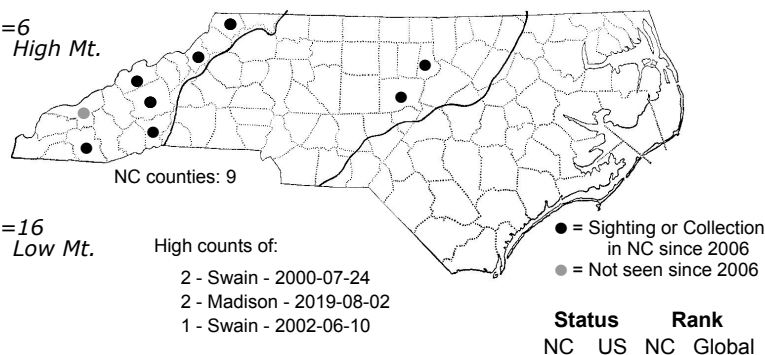 =6
High Mt.
NC counties: 9
=16
Low Mt.
High counts of:
2 - Swain - 2000-07-24
2 - Madison - 2019-08-02
1 - Swain - 2002-06-10
● = Sighting or Collection
in NC since 2006
● = Not seen since 2006
Status Rank
NC US NC Global